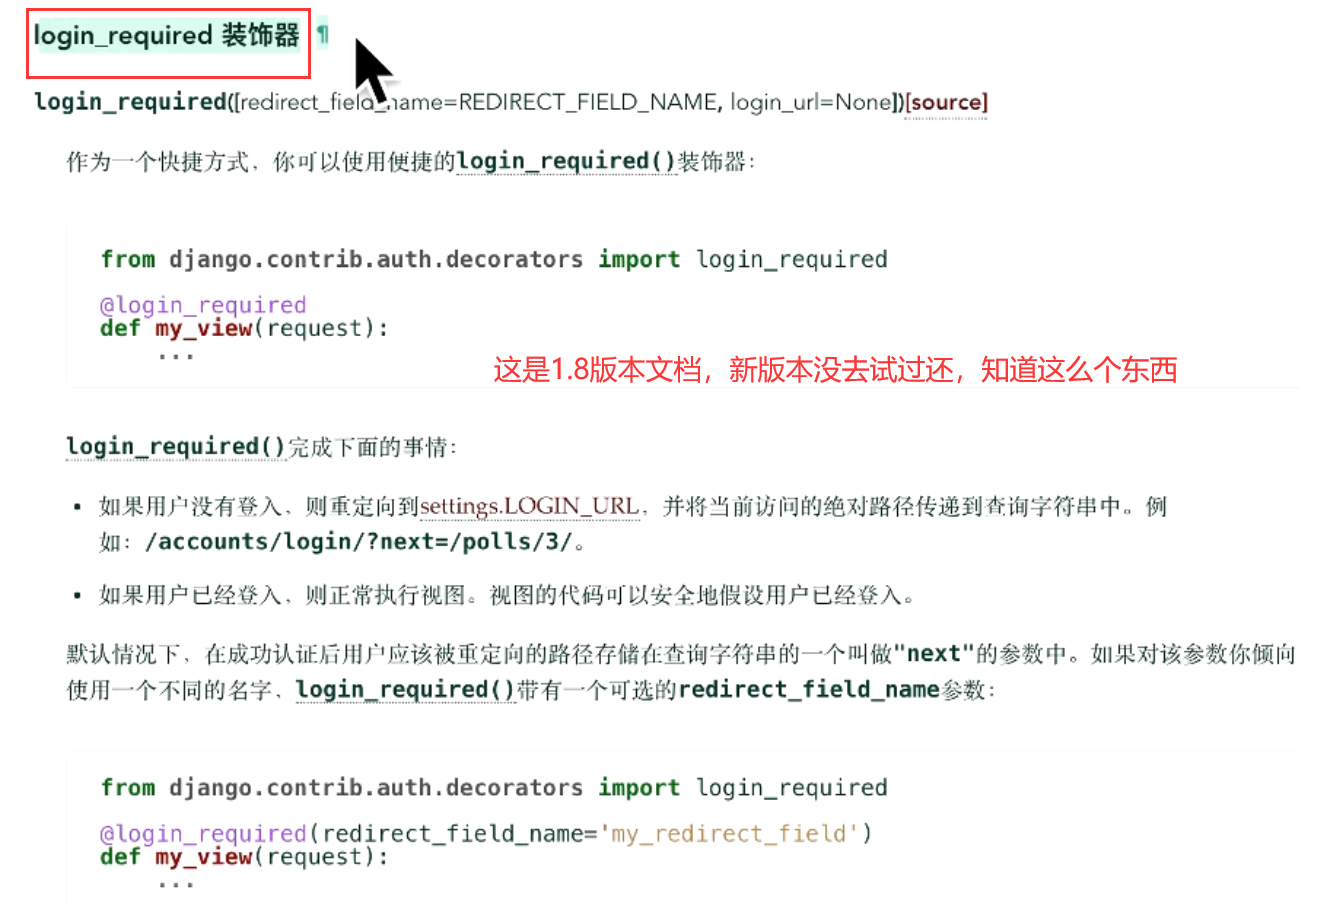 login_required 装饰器 ¶
login_required([redirect_field_name=REDIRECT_FIELD_NAME, login_url=None])[source]
作为一个快捷方式，你可以使用便捷的login_required()装饰器：
from django.contrib.auth.decorators import login_required
@login_required
def my_view(request):
...
这是1.8版本文档，新版本没去试过还，知道这么个东西
login_required()完成下面的事情：
• 如果用户没有登入，则重定向到settings.LOGIN_URL，并将当前访问的绝对路径传递到查询字符串中。例
如：/accounts/login/?next=/polls/3/。
• 如果用户已经登入，则正常执行视图。视图的代码可以安全地假设用户已经登入。
默认情况下，在成功认证后用户应该被重定向的路径存储在查询字符串的一个叫做"next"的参数中。如果对该参数你倾向
使用一个不同的名字，login_required()带有一个可选的redirect_field_name参数：
from django.contrib.auth.decorators import login_required
@login_required(redirect_field_name='my_redirect_field')
def my_view(request):
...